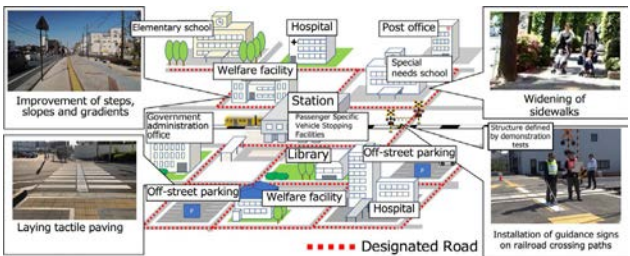 Elementary school
Hospital
Post office
Welfare facility
Special
needs school
Improvement of steps,
slopes and gradients
Station
Passenger Specific
Vehicle Stopping
Facilities
Widening of
sidewalks
Government
administration
office
Structure defined
by demonstration
tests
Library
Off-street parking
Off-street parking
P
Welfare facility
P
Hospital
Laying tactile paving
Installation of guidance signs
on railroad crossing paths
Designated Road